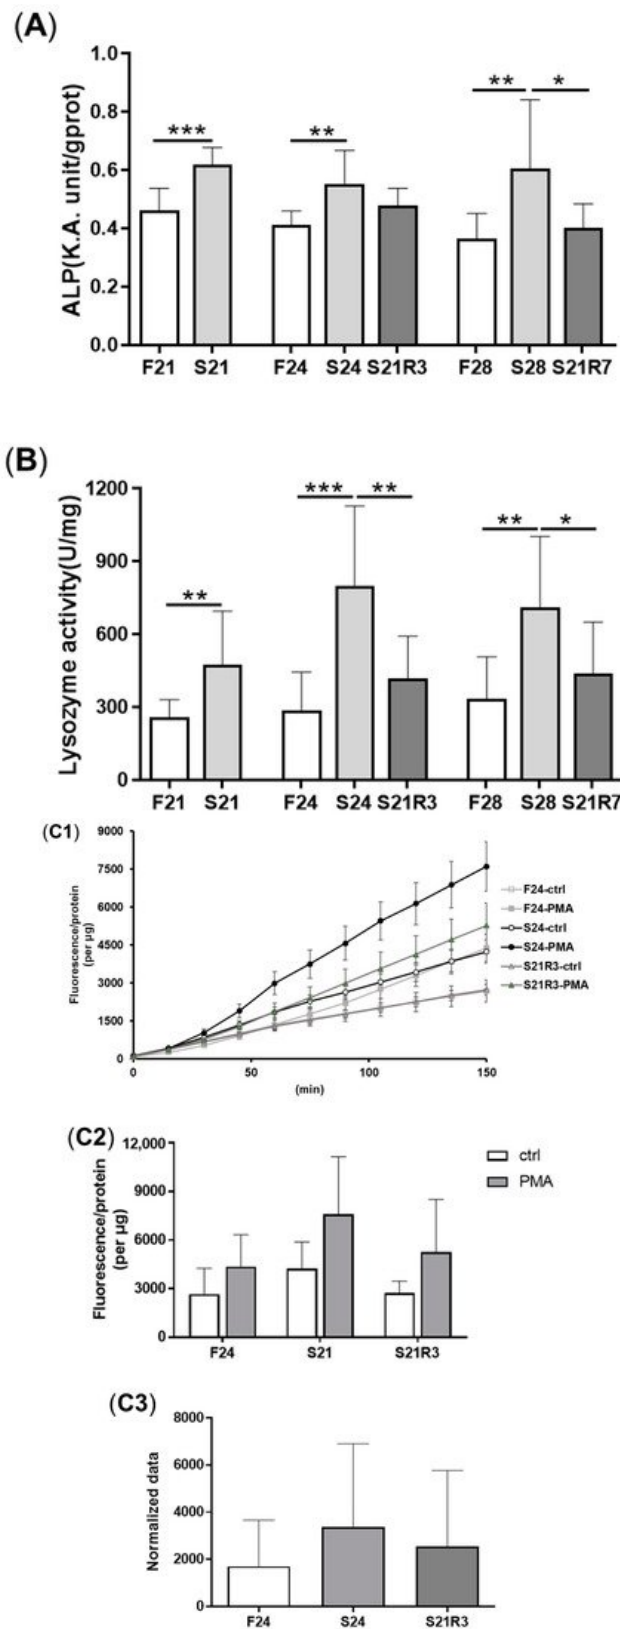 (A)
ALP(K.A. unit/gprot)
1.0
0.8
0.6
0.4
0.2
0.0
*** ** ** *
F21 S21 F24 S24 S21R3 F28 S28 S21R7
(B)
Lysozyme activity(U/mg)
1200
900
600
300
0
** *** ** ** *
F21 S21 F24 S24 S21R3 F28 S28 S21R7
(C1)
Fluorescence/protein
(per µg)
9000
7500
6000
4500
3000
1500
0
0 50 100 150
(min)
F24-ctrl
F24-PMA
S24-ctrl
S24-PMA
S21R3-ctrl
S21R3-PMA
(C2)
Fluorescence/protein
(per µg)
12,000
9000
6000
3000
0
F24 S21 S21R3
ctrl
PMA
(C3)
Normalized data
8000
6000
4000
2000
0
F24 S24 S21R3